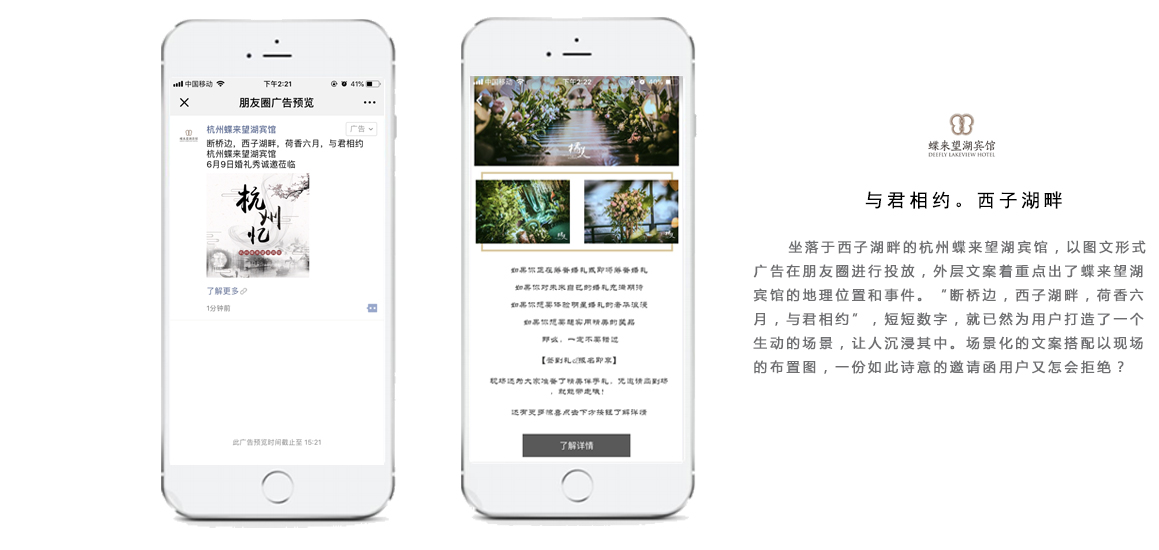 中国移动
下午2:21
41%
朋友圈广告预览
杭州蝶来望湖宾馆
广告
断桥边，西子湖畔，荷香六月，与君相约
杭州蝶来望湖宾馆
6月9日婚礼秀诚邀莅临
杭州忆
了解更多
1分钟前
此广告预览时间截止至 15:21
中国移动
下午2:22
40%
如果你正在筹备婚礼或即将筹备婚礼
如果你对未来自己的婚礼充满期待
如果你想要体验明星婚礼的奢华浪漫
如果你想要超实用精美的奖品
那么，一定不要错过
【签到礼@报名即享】
现场还为大家准备了精美伴手礼，凭邀请函到场
，就能带走哦！
还有更多惊喜点击下方按钮了解详情
了解详情
蝶来望湖宾馆
DEEFLY LAKEVIEW HOTEL
与君相约。西子湖畔
坐落于西子湖畔的杭州蝶来望湖宾馆，以图文形式
广告在朋友圈进行投放，外层文案着重点出了蝶来望湖
宾馆的地理位置和事件。“断桥边，西子湖畔，荷香六
月，与君相约”，短短数字，就已然为用户打造了一个
生动的场景，让人沉浸其中。场景化的文案搭配以现场
的布置图，一份如此诗意的邀请函用户又怎会拒绝？